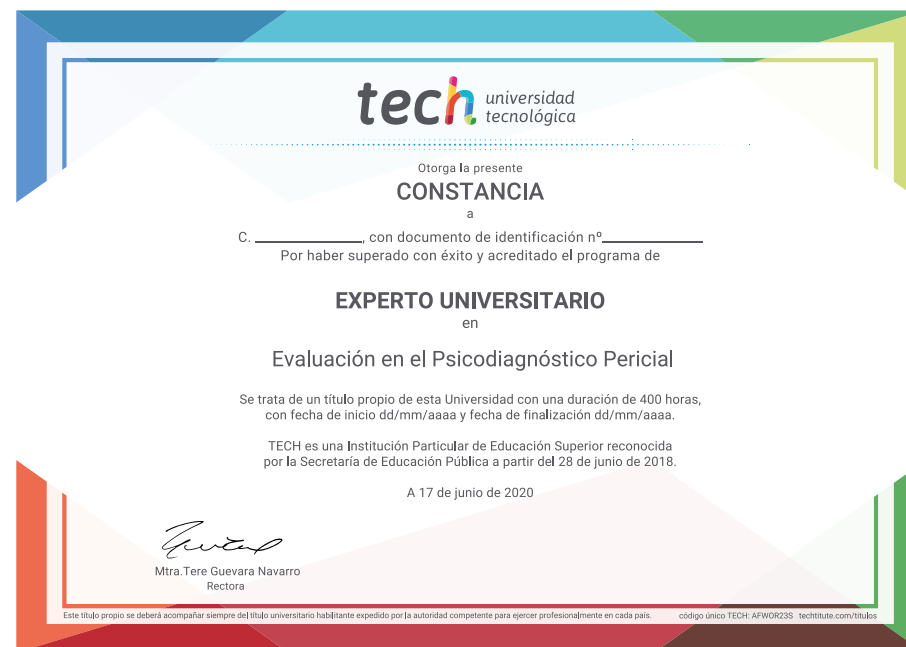 tech universidad
tecnológica
Otorga la presente
CONSTANCIA
a
C. ____________, con documento de identificación nº____________
Por haber superado con éxito y acreditado el programa de
EXPERTO UNIVERSITARIO
en
Evaluación en el Psicodiagnóstico Pericial
Se trata de un título propio de esta Universidad con una duración de 400 horas,
con fecha de inicio dd/mm/aaaa y fecha de finalización dd/mm/aaaa.
TECH es una Institución Particular de Educación Superior reconocida
por la Secretaría de Educación Pública a partir del 28 de junio de 2018.
A 17 de junio de 2020
Mtra.Tere Guevara Navarro
Rectora
Este título propio se deberá acompañar siempre del título universitario habilitante expedido por la autoridad competente para ejercer profesionalmente en cada país. código único TECH: AFWOR23S techtitute.com/titulos